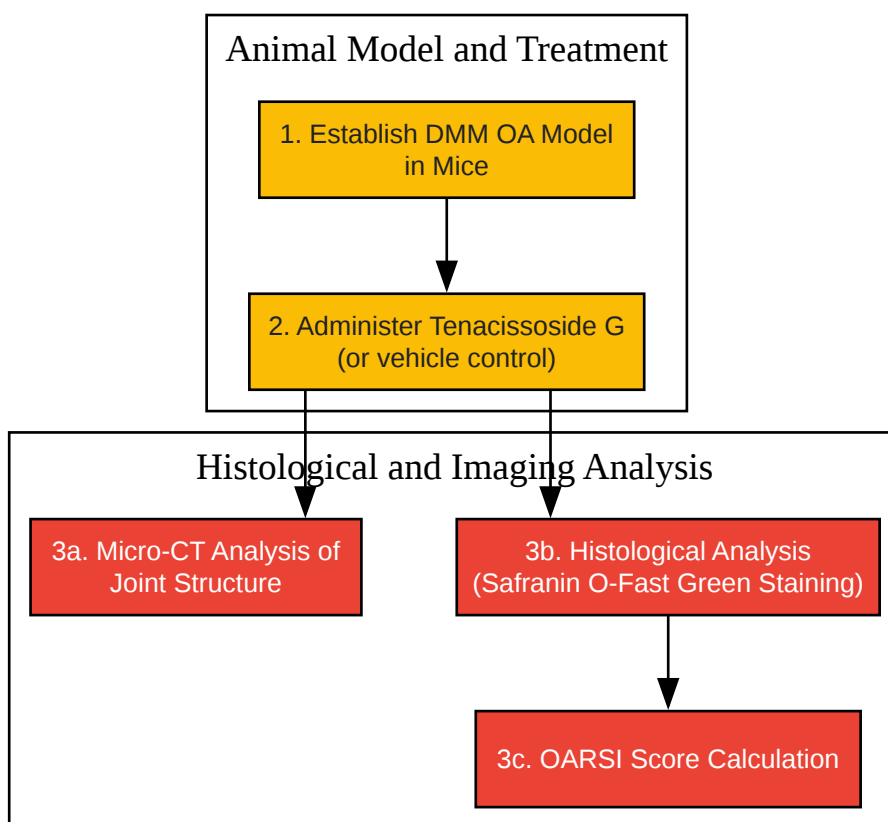 Animal Model and Treatment
1. Establish DMM OA Model
in Mice
2. Administer Tenacissoside G
(or vehicle control)
Histological and Imaging Analysis
3a. Micro-CT Analysis of
Joint Structure
3b. Histological Analysis
(Safranin O-Fast Green Staining)
3c. OARSI Score Calculation